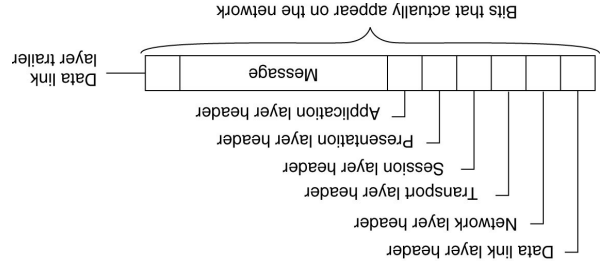 Data link layer header
Network layer header
Transport layer header
Session layer header
Presentation layer header
Application layer header
Message
Data link
layer trailer
Bits that actually appear on the network